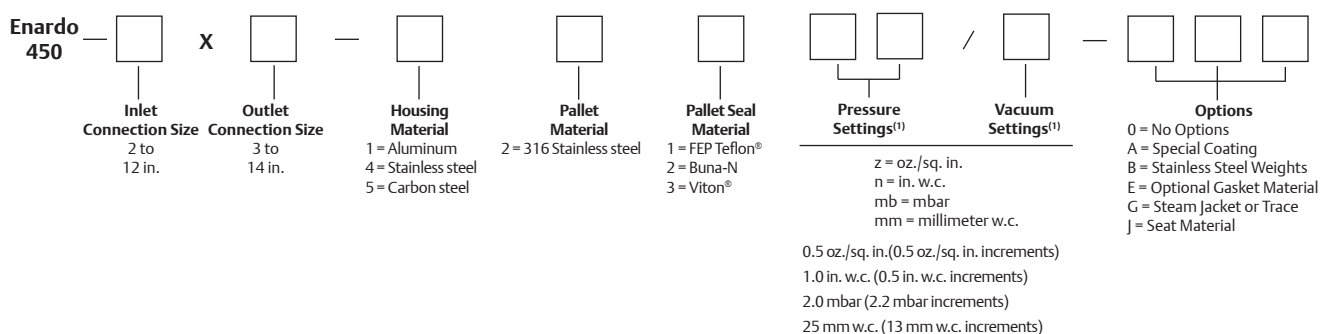 Enardo
450
—
X
—
/
—
Inlet
Connection Size
2 to
12 in.
Outlet
Connection Size
3 to
14 in.
Housing
Material
1 = Aluminum
4 = Stainless steel
5 = Carbon steel
Pallet
Material
2 = 316 Stainless steel
Pallet Seal
Material
1 = FEP Teflon®
2 = Buna-N
3 = Viton®
Pressure
Settings(1)
Vacuum
Settings(1)
z = oz./sq. in.
n = in. w.c.
mb = mbar
mm = millimeter w.c.
0.5 oz./sq. in.(0.5 oz./sq. in. increments)
1.0 in. w.c. (0.5 in. w.c. increments)
2.0 mbar (2.2 mbar increments)
25 mm w.c. (13 mm w.c. increments)
Options
0 = No Options
A = Special Coating
B = Stainless Steel Weights
E = Optional Gasket Material
G = Steam Jacket or Trace
J = Seat Material